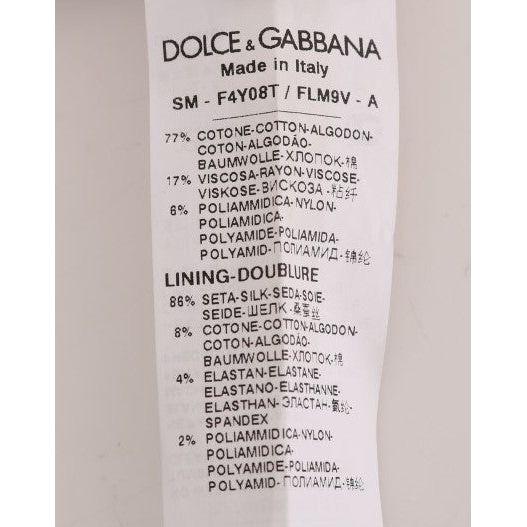 DOLCE & GABBANA
Made in Italy
SM - F4Y08T / FLM9V - A
77% COTONE-COTTON-ALGODON-
COTON-ALGODÃO-
BAUMWOLLE-ХЛОПОК-棉
17% VISCOSA-RAYON-VISCOSE-
VISKOSE-ВИСКОЗА-粘纤
6% POLIAMMIDICA-NYLON-
POLIAMIDICA-
POLYAMIDE-POLIAMIDA-
POLYAMID-ПОЛИАМИД-锦纶
LINING-DOUBLURE
86% SETA-SILK-SEDA-SOIE-
SEIDE-ШЕЛК-桑蚕丝
8% COTONE-COTTON-ALGODON-
COTON-ALGODÃO-
BAUMWOLLE-ХЛОПОК-棉
4% ELASTAN-ELASTANE-
ELASTANO-ELASTHANNE-
ELASTHAN-ЭЛАСТАН-氨纶-
SPANDEX
2% POLIAMMIDICA-NYLON-
POLIAMIDICA-
POLYAMIDE-POLIAMIDA-
POLYAMID-ПОЛИАМИД-锦纶